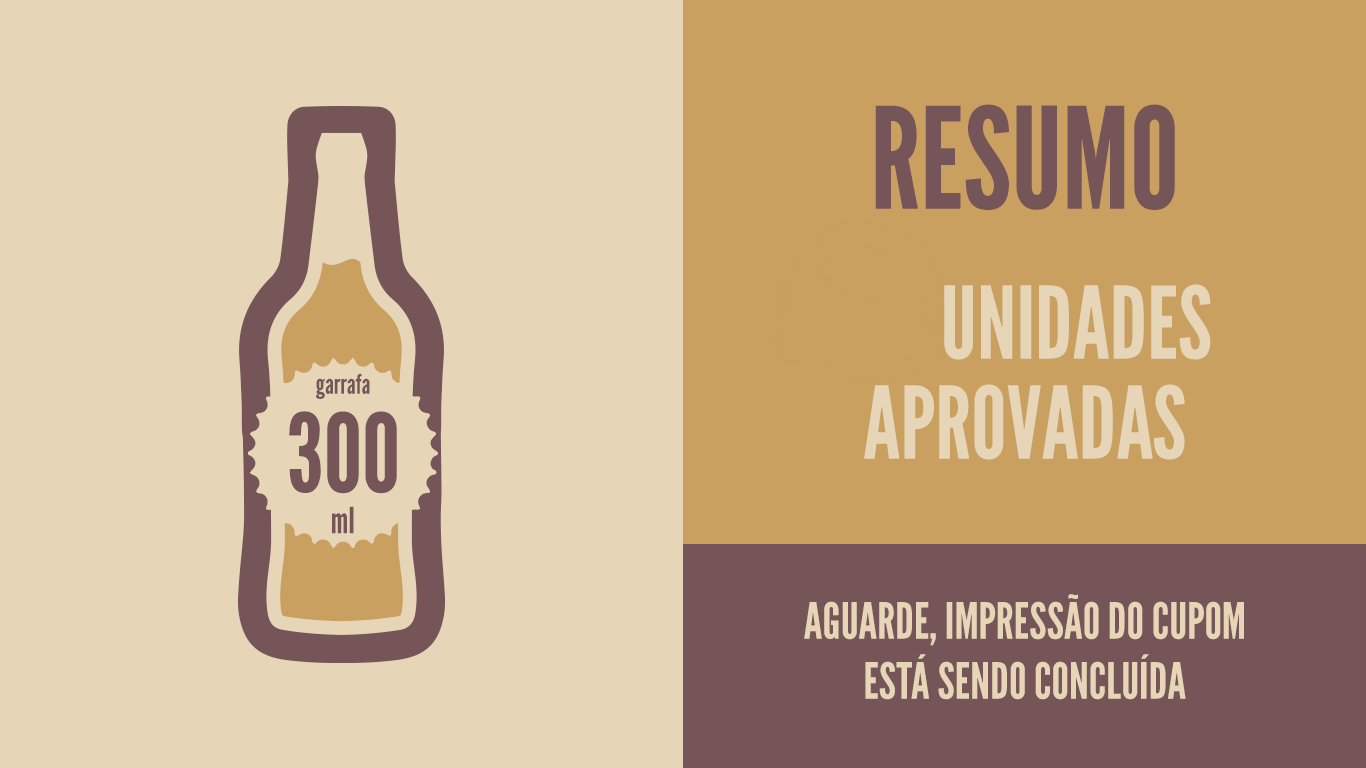 garrafa
300
ml
RESUMO
UNIDADES
APROVADAS
AGUARDE, IMPRESSÃO DO CUPOM
ESTÁ SENDO CONCLUÍDA